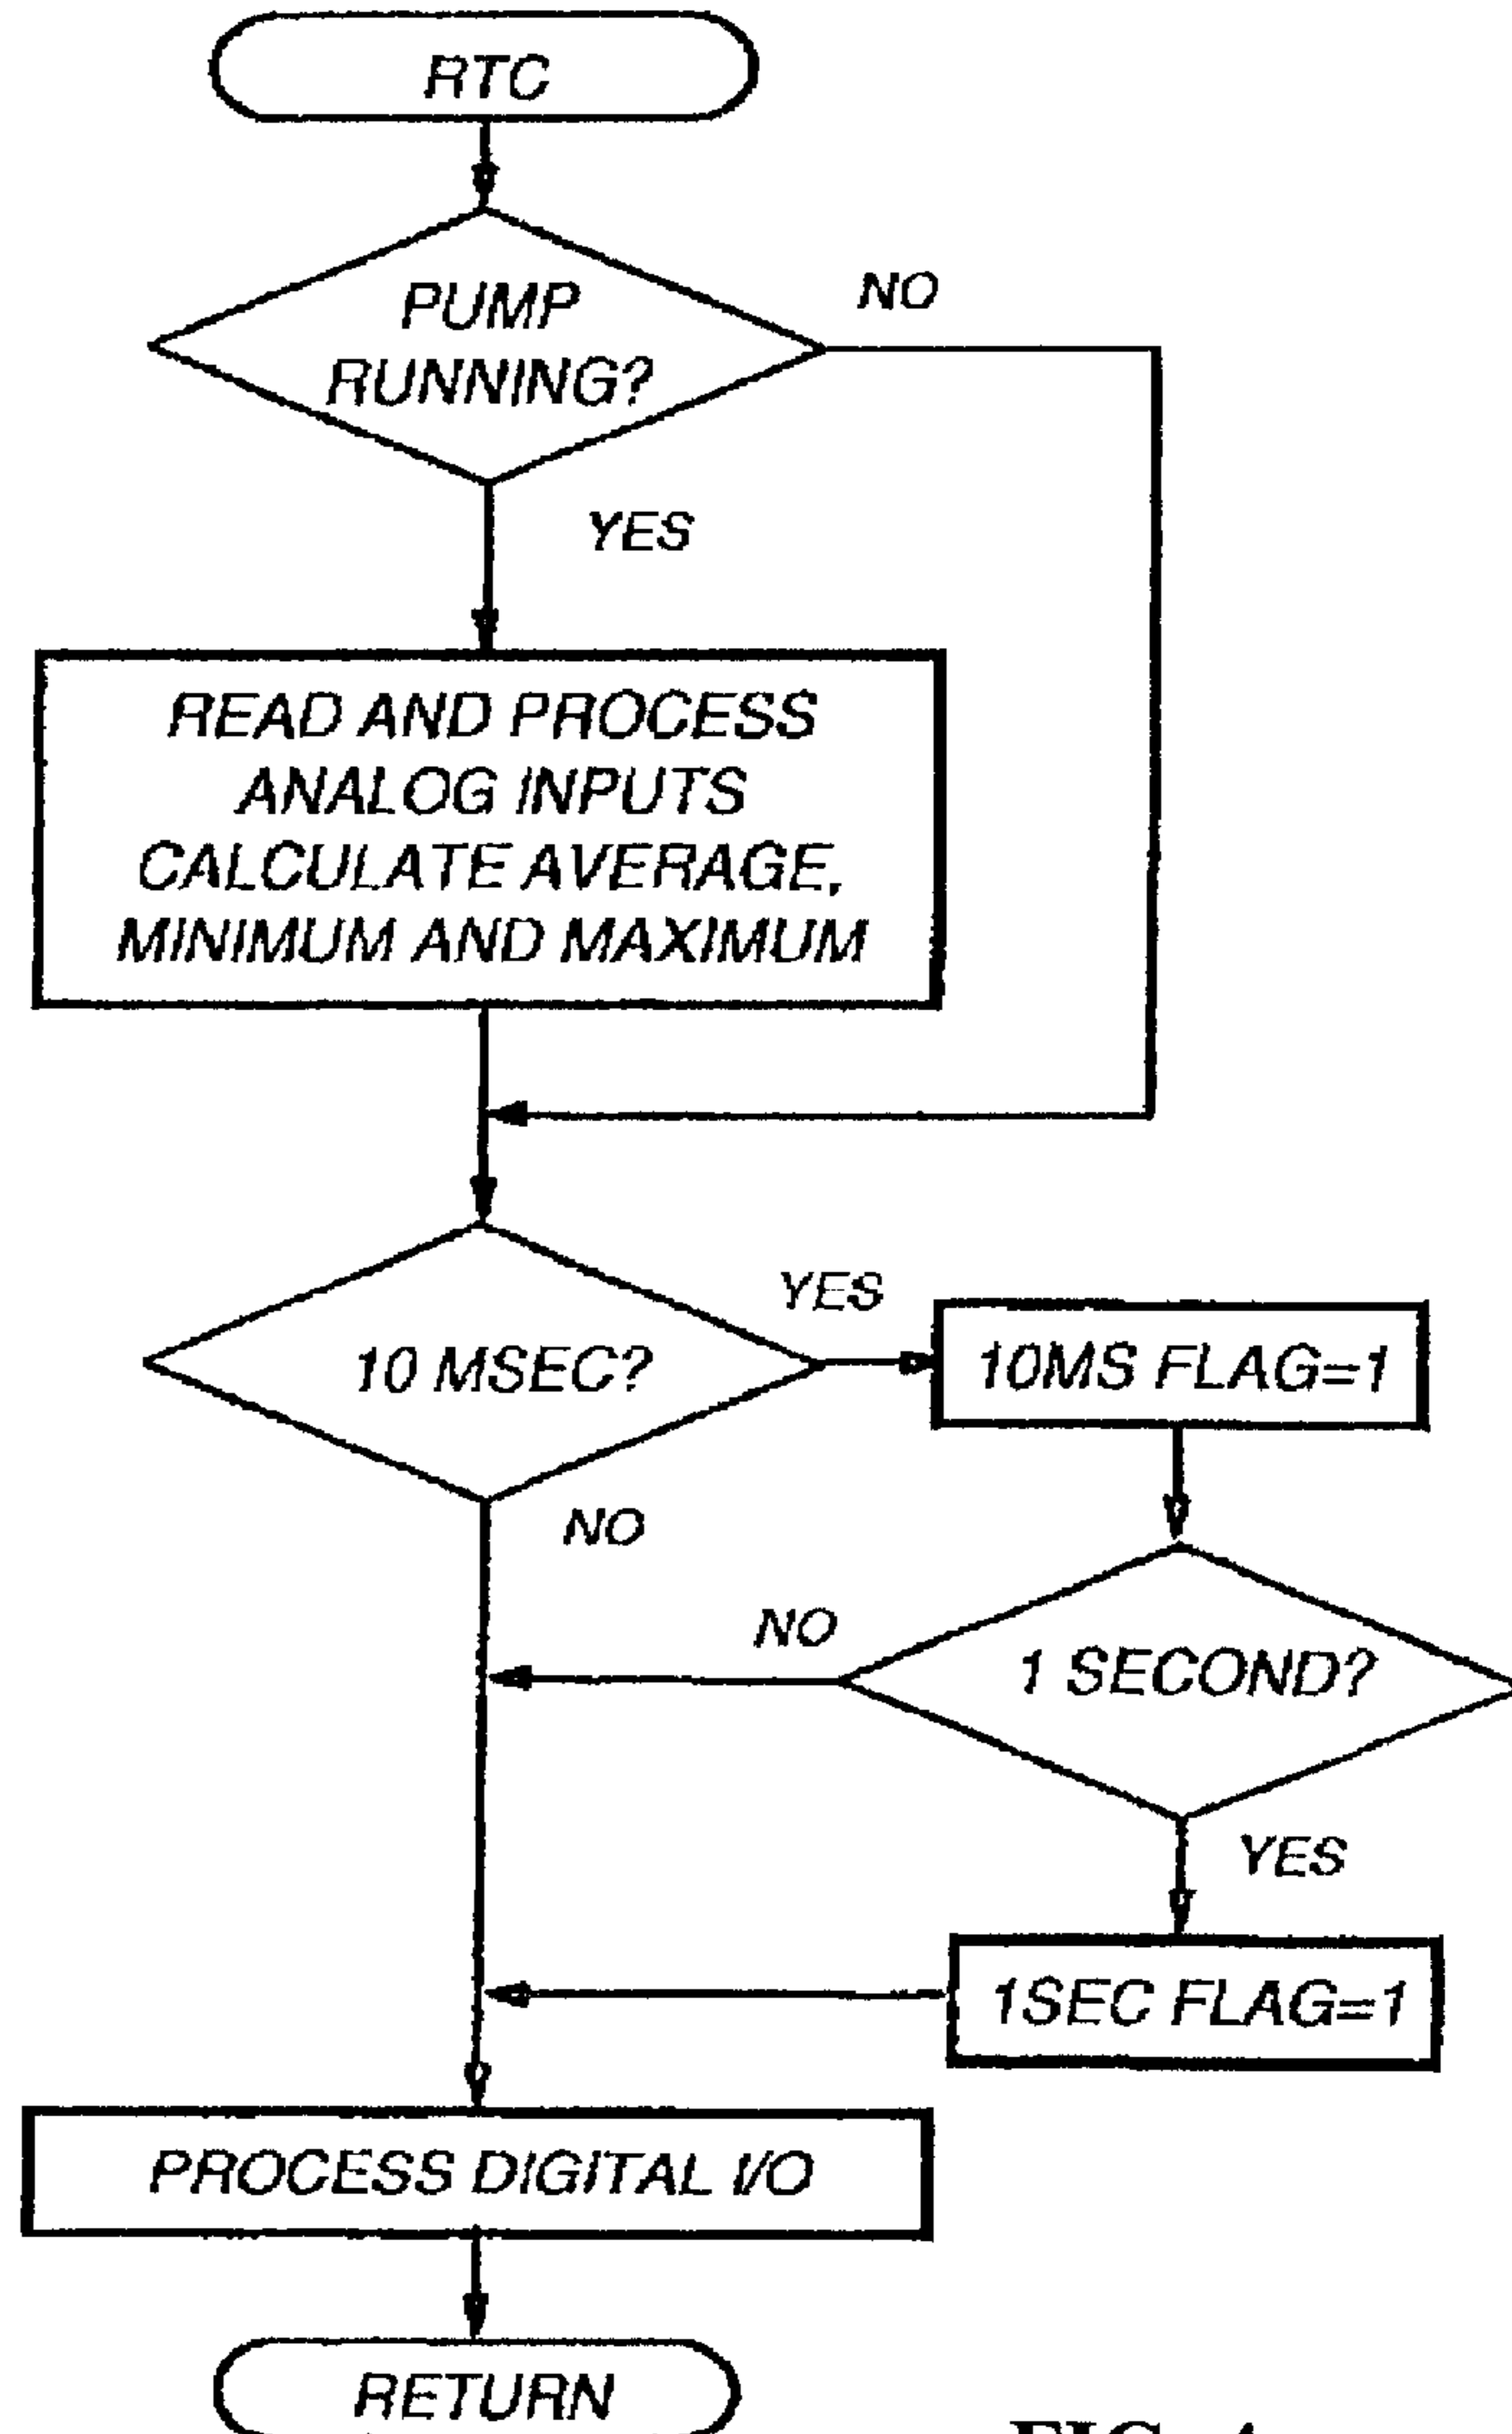 RTC
PUMP
RUNNING?
NO
YES
READ AND PROCESS
ANALOG INPUTS
CALCULATE AVERAGE,
MINIMUM AND MAXIMUM
10 MSEC?
YES
10MS FLAG=1
NO
NO
1 SECOND?
YES
1SEC FLAG=1
PROCESS DIGITAL I/O
RETURN